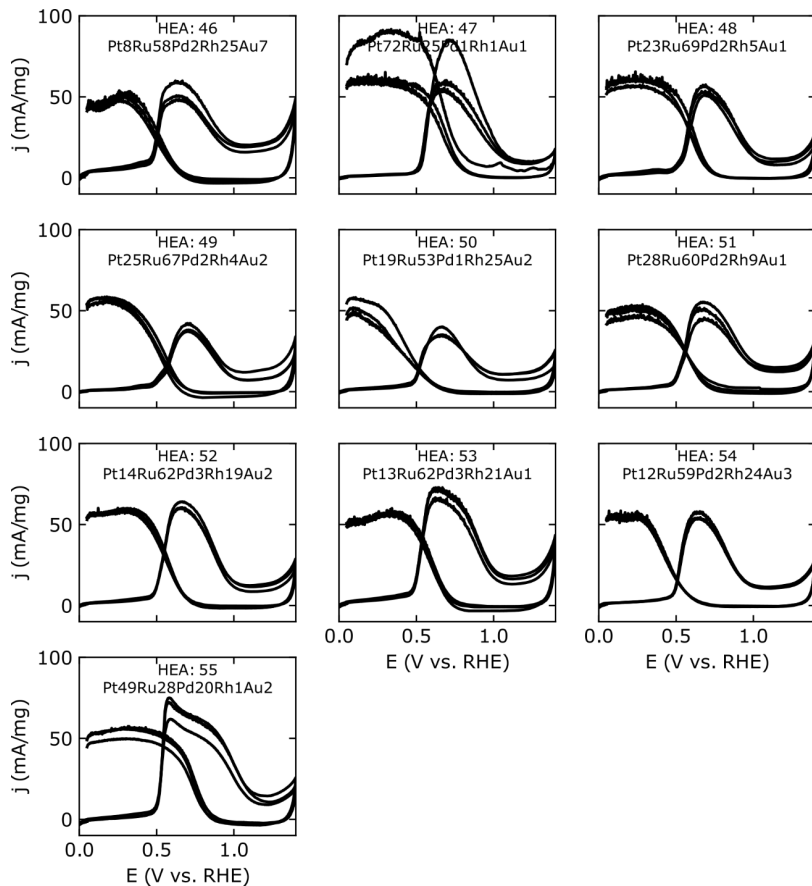 100
50
0
j (mA/mg)
HEA: 46
Pt8Ru58Pd2Rh25Au7
HEA: 47
Pt72Ru25Pd1Rh1Au1
HEA: 48
Pt23Ru69Pd2Rh5Au1
100
50
0
j (mA/mg)
HEA: 49
Pt25Ru67Pd2Rh4Au2
HEA: 50
Pt19Ru53Pd1Rh25Au2
HEA: 51
Pt28Ru60Pd2Rh9Au1
100
50
0
j (mA/mg)
HEA: 52
Pt14Ru62Pd3Rh19Au2
HEA: 53
Pt13Ru62Pd3Rh21Au1
0.0 0.5 1.0
E (V vs. RHE)
HEA: 54
Pt12Ru59Pd2Rh24Au3
0.0 0.5 1.0
E (V vs. RHE)
100
50
0
j (mA/mg)
HEA: 55
Pt49Ru28Pd20Rh1Au2
0.0 0.5 1.0
E (V vs. RHE)